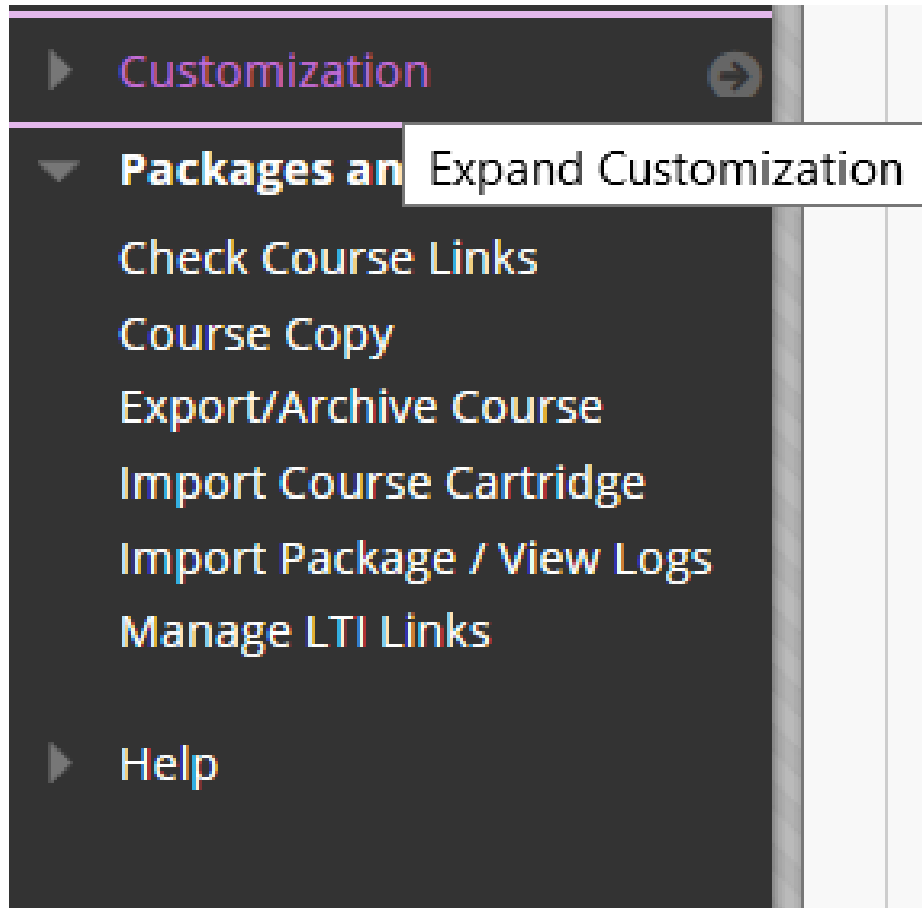 Customization
Packages an
Expand Customization
Check Course Links
Course Copy
Export/Archive Course
Import Course Cartridge
Import Package / View Logs
Manage LTI Links
Help